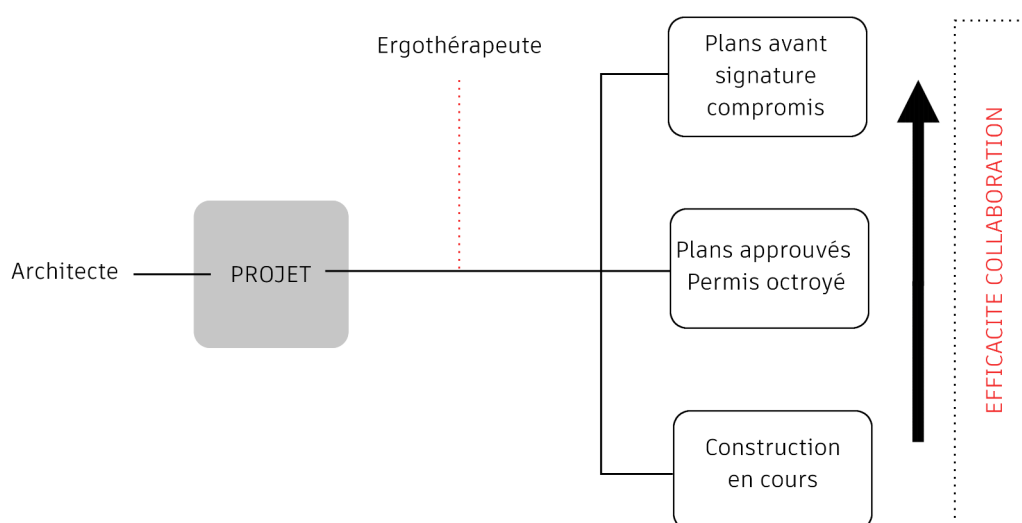 Ergothérapeute
Plans avant
signature
compromis
Architecte
PROJET
Plans approuvés
Permis octroyé
Construction
en cours
EFFICACITE COLLABORATION